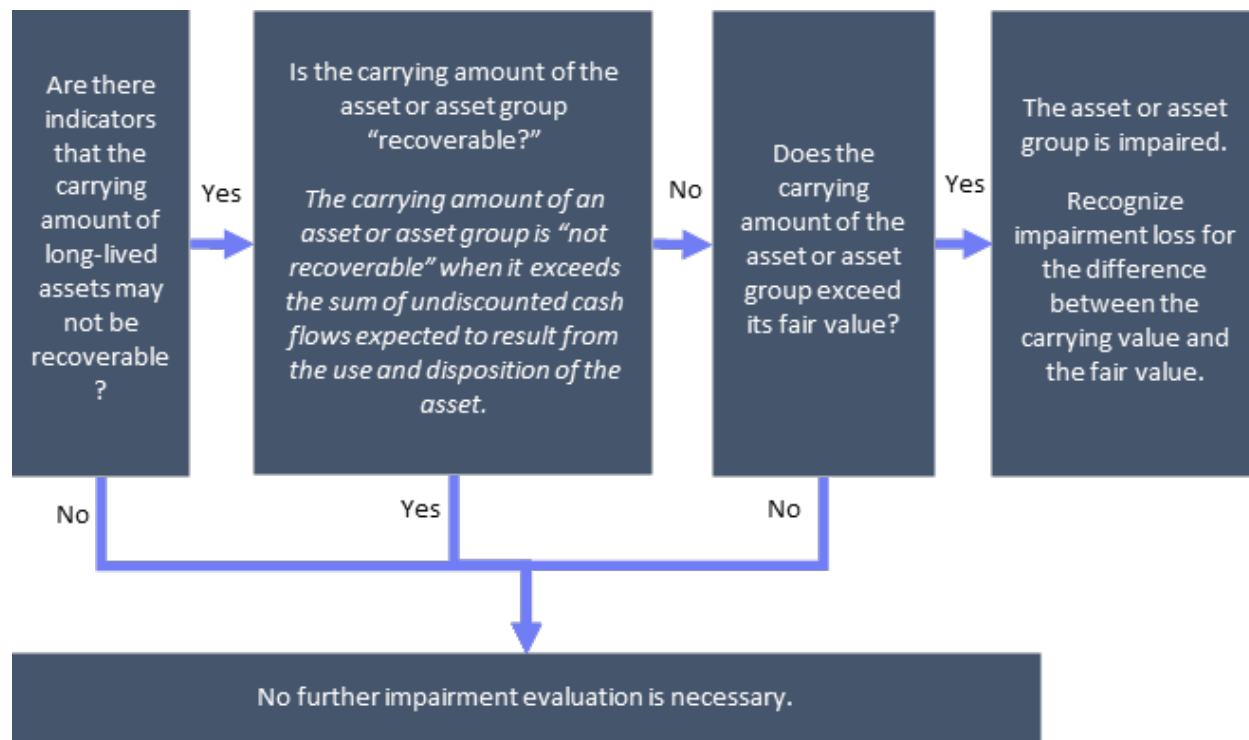 Are there
indicators
that the
carrying
amount of
long-lived
assets may
not be
recoverable
?
Yes
Is the carrying amount of the
asset or asset group
“recoverable?”
The carrying amount of an
asset or asset group is “not
recoverable” when it exceeds
the sum of undiscounted cash
flows expected to result from
the use and disposition of the
asset.
No
Does the
carrying
amount of the
asset or asset
group exceed
its fair value?
Yes
The asset or asset
group is impaired.
Recognize
impairment loss for
the difference
between the
carrying value and
the fair value.
No
Yes
No
No further impairment evaluation is necessary.